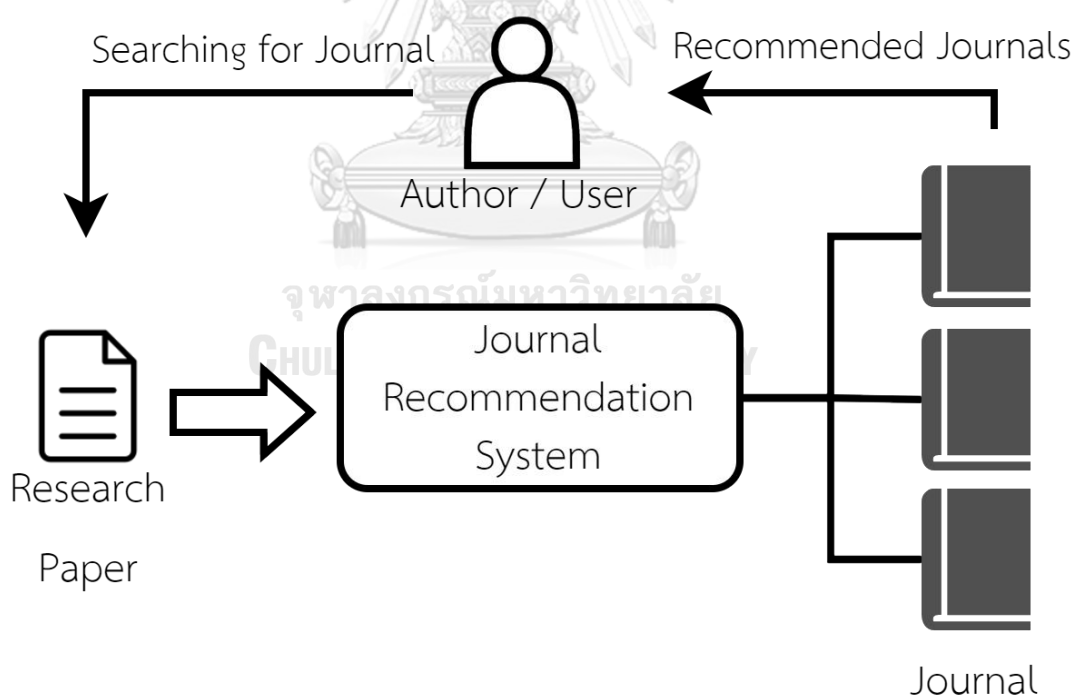 Searching for Journal
Recommended Journals
Author / User
จุฬาลงกรณ์มหาวิทยาลัย
Journal
Recommendation
System
Research
Paper
Journal